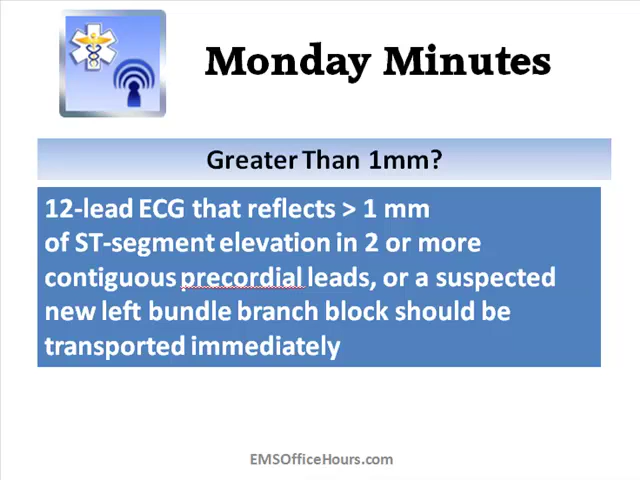 Monday Minutes
Greater Than 1mm?
12-lead ECG that reflects > 1 mm
of ST-segment elevation in 2 or more
contiguous precordial leads, or a suspected
new left bundle branch block should be
transported immediately
EMSOfficeHours.com